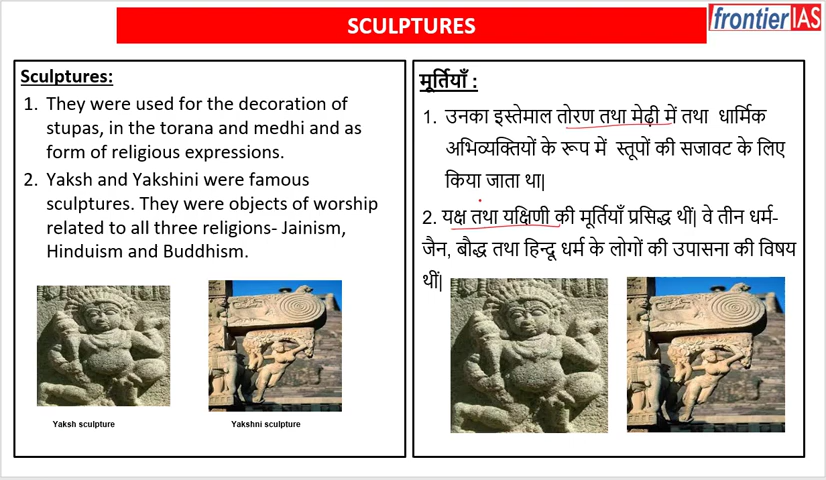 SCULPTURES
frontier IAS
Sculptures:
1. They were used for the decoration of
stupas, in the torana and medhi and as
form of religious expressions.
2. Yaksh and Yakshini were famous
sculptures. They were objects of worship
related to all three religions- Jainism,
Hinduism and Buddhism.
Yaksh sculpture
Yakshni sculpture
मूर्तियाँ :
1. उनका इस्तेमाल तोरण तथा मेढ़ी में तथा धार्मिक
अभिव्यक्तियों के रूप में स्तूपों की सजावट के लिए
किया जाता था|
2. यक्ष तथा यक्षिणी की मूर्तियाँ प्रसिद्ध थीं| वे तीन धर्म-
जैन, बौद्ध तथा हिन्दू धर्म के लोगों की उपासना की विषय
थीं|